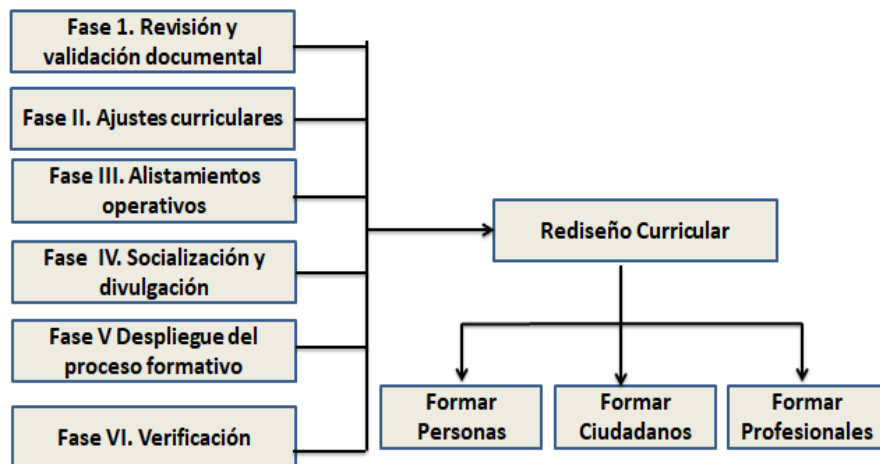 Fase 1. Revisión y
validación documental
Fase II. Ajustes curriculares
Fase III. Alistamientos
operativos
Fase IV. Socialización y
divulgación
Fase V Despliegue del
proceso formativo
Fase VI. Verificación
Rediseño Curricular
Formar
Personas
Formar
Ciudadanos
Formar
Profesionales